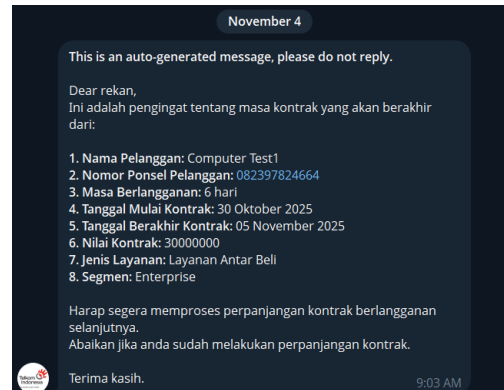 November 4
This is an auto-generated message, please do not reply.
Dear rekan,
Ini adalah pengingat tentang masa kontrak yang akan berakhir
dari:
1. Nama Pelanggan: Computer Test1
2. Nomor Ponsel Pelanggan: 082397824664
3. Masa Berlangganan: 6 hari
4. Tanggal Mulai Kontrak: 30 Oktober 2025
5. Tanggal Berakhir Kontrak: 05 November 2025
6. Nilai Kontrak: 30000000
7. Jenis Layanan: Layanan Antar Beli
8. Segmen: Enterprise
Harap segera memproses perpanjangan kontrak berlangganan
selanjutnya.
Abaikan jika anda sudah melakukan perpanjangan kontrak.
Terima kasih.
9:03 AM
Telkom
Indonesia